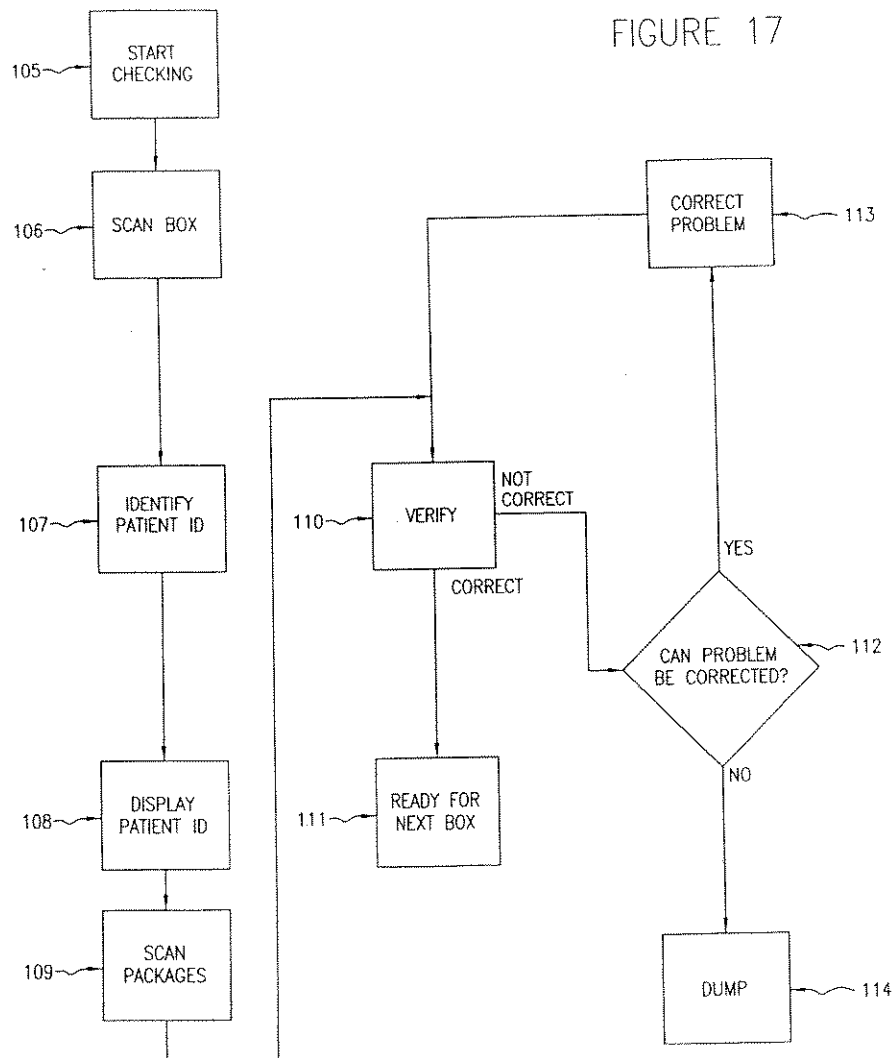 FIGURE 17
105
START
CHECKING
106
SCAN BOX
107
IDENTIFY
PATIENT ID
108
DISPLAY
PATIENT ID
109
SCAN
PACKAGES
110
VERIFY
NOT
CORRECT
CORRECT
111
READY FOR
NEXT BOX
CAN PROBLEM
BE CORRECTED?
112
YES
CORRECT
PROBLEM
113
NO
DUMP
114